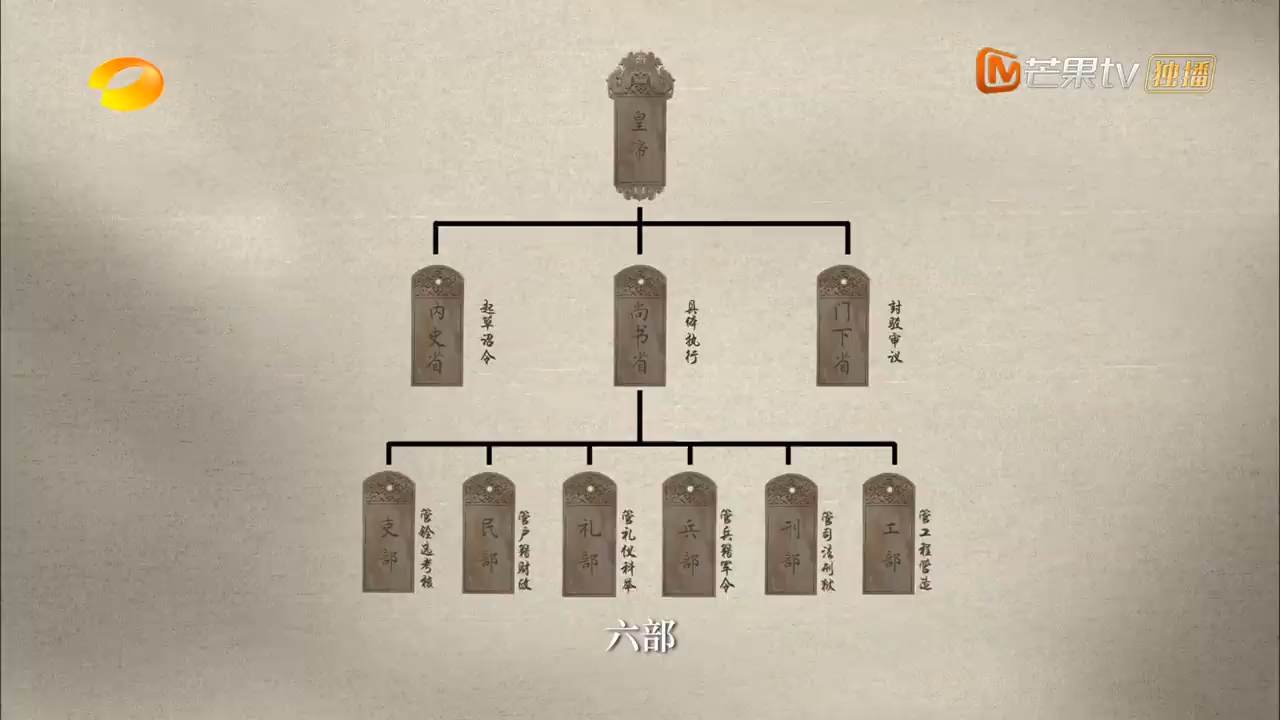 芒果tv 独播
皇帝
内史省
起草诏令
尚书省
具体执行
门下省
封驳审议
吏部
管铨选考核
民部
管户籍财政
礼部
管礼仪科举
兵部
管兵籍军令
刑部
管司法刑狱
工部
管工程营造
六部